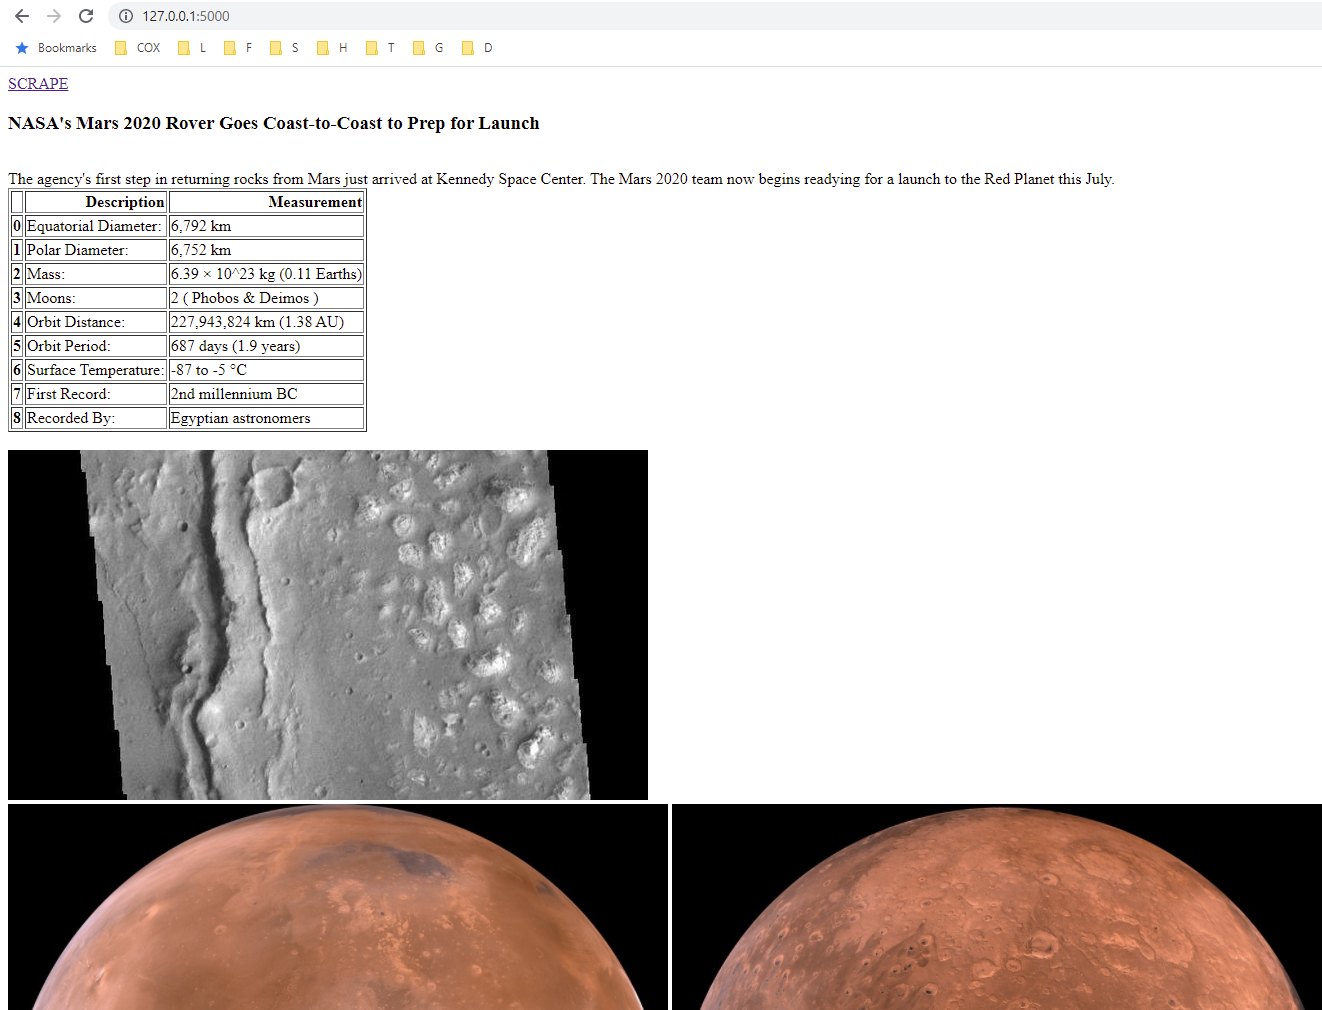 127.0.0.1:5000
Bookmarks COX L F S H T G D
SCRAPE
NASA's Mars 2020 Rover Goes Coast-to-Coast to Prep for Launch
The agency's first step in returning rocks from Mars just arrived at Kennedy Space Center. The Mars 2020 team now begins readying for a launch to the Red Planet this July.
Description Measurement
0 Equatorial Diameter: 6,792 km
1 Polar Diameter: 6,752 km
2 Mass: 6.39 × 10^23 kg (0.11 Earths)
3 Moons: 2 ( Phobos & Deimos )
4 Orbit Distance: 227,943,824 km (1.38 AU)
5 Orbit Period: 687 days (1.9 years)
6 Surface Temperature: -87 to -5 °C
7 First Record: 2nd millennium BC
8 Recorded By: Egyptian astronomers